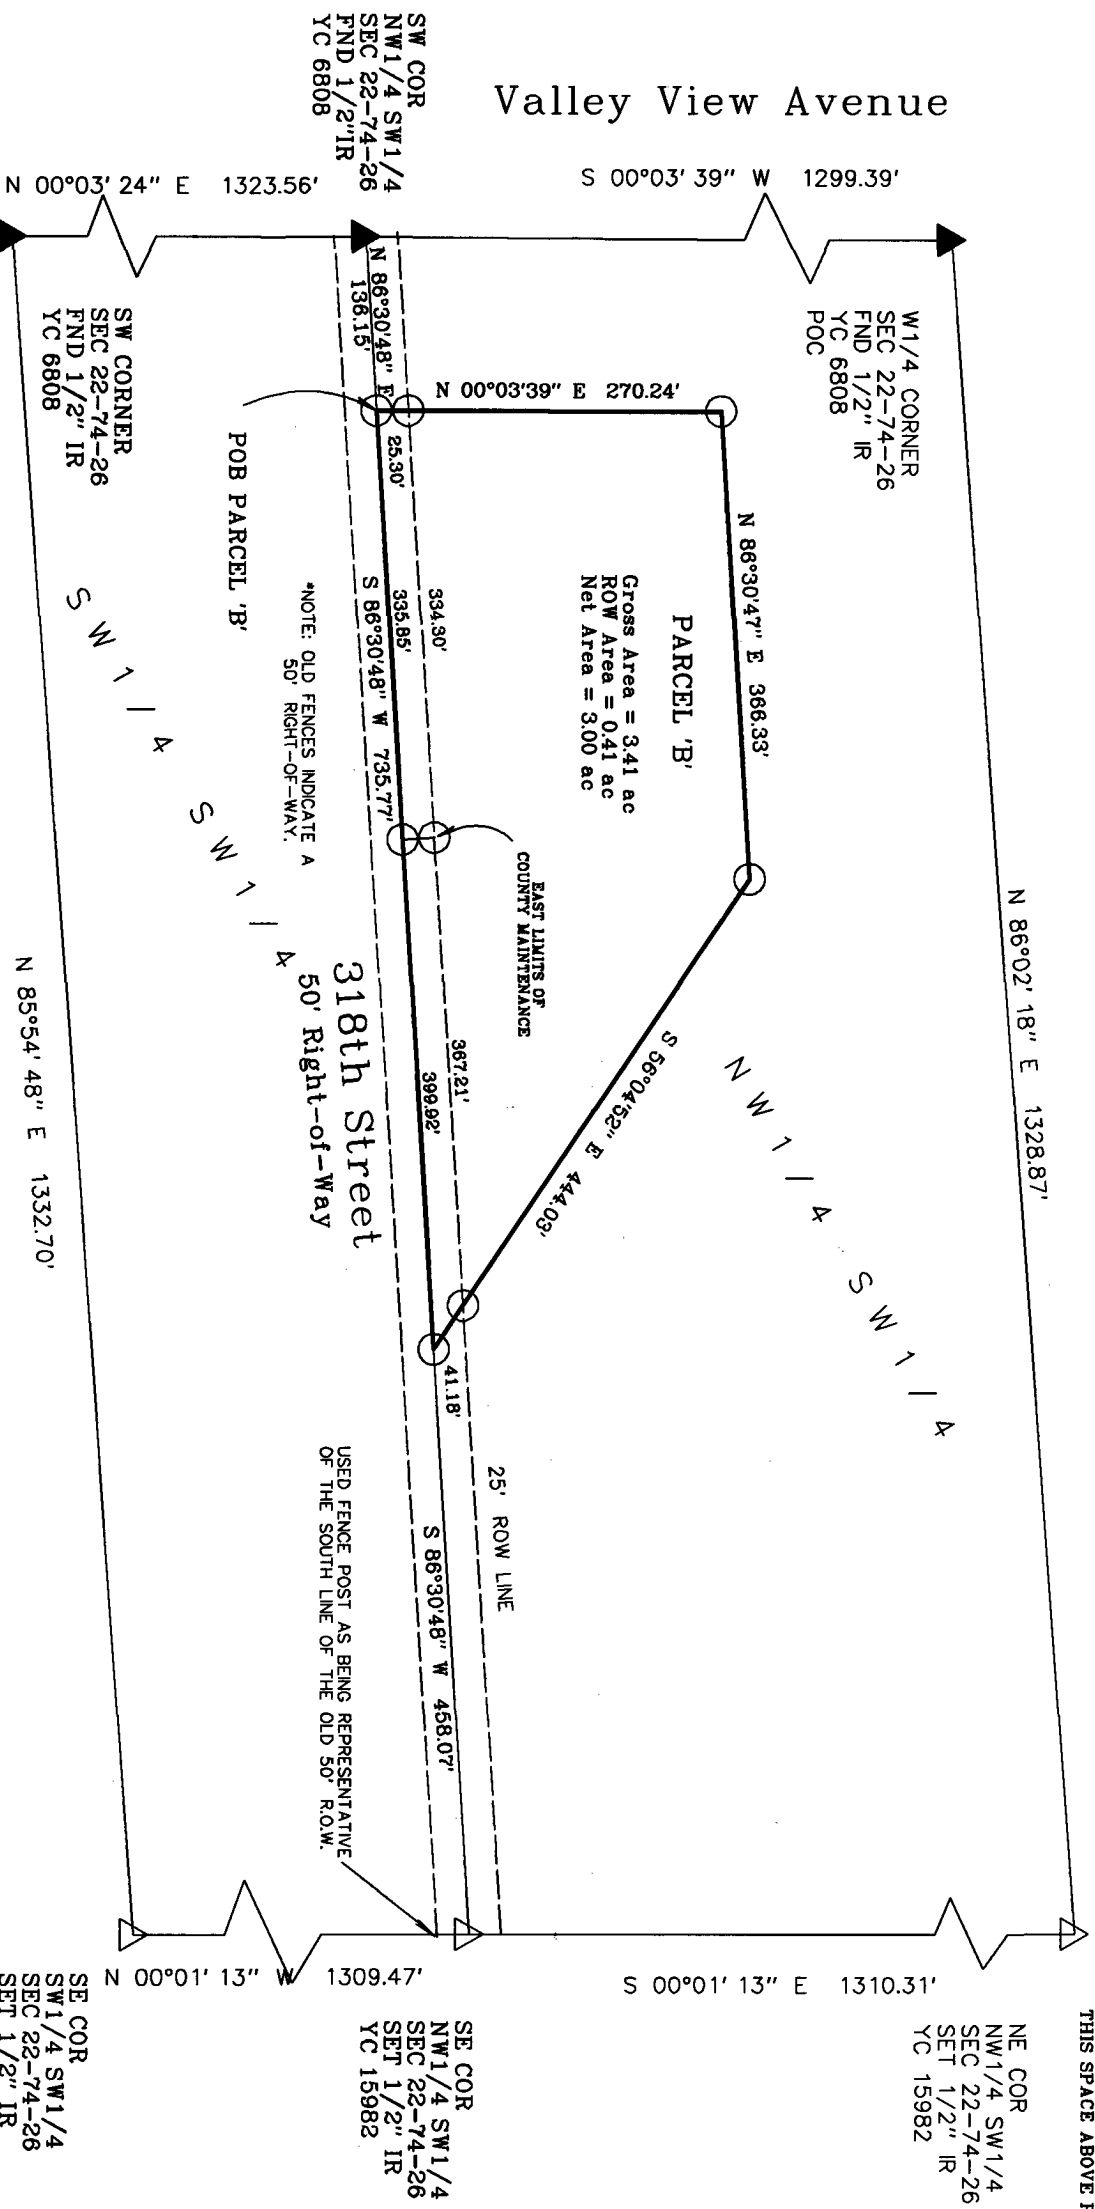 THIS SPACE ABOVE
Valley View Avenue
S 00°03'39" W 1299.39'
N 00°03'24" E 1323.56'
W1/4 CORNER
SEC 22-74-26
FND 1/2" IR
YC 6808
POC
SW COR
NW1/4 SW1/4
SEC 22-74-26
FND 1/2"IR
YC 6808
SW CORNER
SEC 22-74-26
FND 1/2" IR
YC 6808
N 86°02'18" E 1328.87'
NW1/4 SW1/4
N 86°30'47" E 366.33'
N 00°03'39" E 270.24'
PARCEL 'B'
Gross Area = 3.41 ac
ROW Area = 0.41 ac
Net Area = 3.00 ac
S 56°04'52" E 444.03'
EAST LIMITS OF
COUNTY MAINTENANCE
N 86°30'48" E
136.15'
25.30'
334.30'
335.85'
367.21'
399.92'
41.18'
S 86°30'48" W 735.77'
25' ROW LINE
S 86°30'48" W 458.07'
POB PARCEL 'B'
*NOTE: OLD FENCES INDICATE A
50' RIGHT-OF-WAY.
318th Street
50' Right-of-Way
USED FENCE POST AS BEING REPRESENTATIVE
OF THE SOUTH LINE OF THE OLD 50' R.O.W.
SW1/4 SW1/4
N 85°54'48" E 1332.70'
S 00°01'13" E 1310.31'
N 00°01'13" W 1309.47'
NE COR
NW1/4 SW1/4
SEC 22-74-26
SET 1/2" IR
YC 15982
SE COR
NW1/4 SW1/4
SEC 22-74-26
SET 1/2" IR
YC 15982
SE COR
SW1/4 SW1/4
SEC 22-74-26
SET 1/2" IR